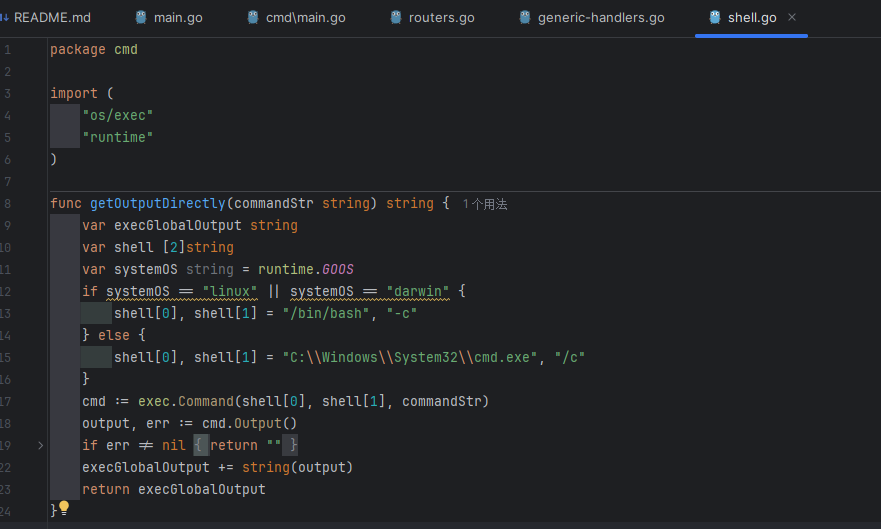 README.md main.go cmd\main.go routers.go generic-handlers.go shell.go ×
1 package cmd
2
3 import (
4 "os/exec"
5 "runtime"
6 )
7
8 func getOutputDirectly(commandStr string) string { 1个用法
9 var execGlobalOutput string
10 var shell [2]string
11 var systemOS string = runtime.GOOS
12 if systemOS == "linux" || systemOS == "darwin" {
13 shell[0], shell[1] = "/bin/bash", "-c"
14 } else {
15 shell[0], shell[1] = "C:\\Windows\\System32\\cmd.exe", "/c"
16 }
17 cmd := exec.Command(shell[0], shell[1], commandStr)
18 output, err := cmd.Output()
19 if err != nil { return "" }
22 execGlobalOutput += string(output)
23 return execGlobalOutput
24 }